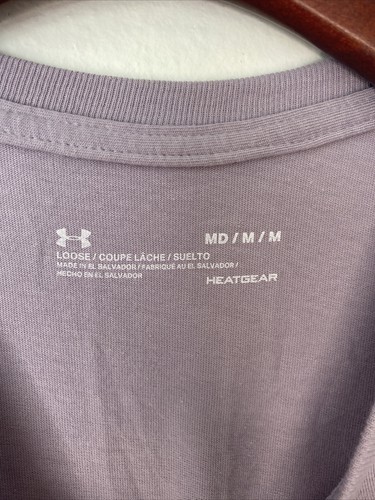 MD / M / M
LOOSE / COUPE LÂCHE / SUELTO
MADE IN EL SALVADOR / FABRIQUÉ AU EL SALVADOR /
HECHO EN EL SALVADOR
HEATGEAR